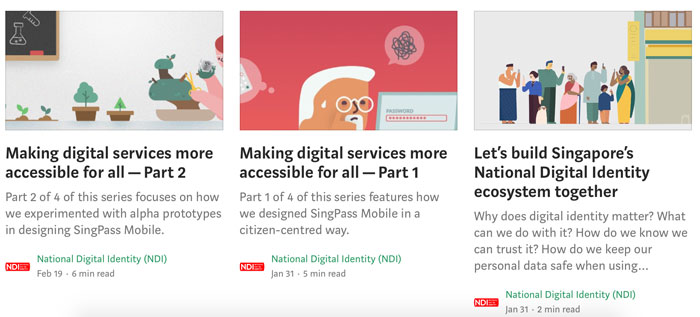 PASSWORD
Making digital services more
accessible for all — Part 2
Part 2 of 4 of this series focuses on how
we experimented with alpha prototypes
in designing SingPass Mobile.
NDI
National Digital Identity (NDI)
Feb 19 · 6 min read
Making digital services more
accessible for all — Part 1
Part 1 of 4 of this series features how
we designed SingPass Mobile in a
citizen-centred way.
NDI
National Digital Identity (NDI)
Jan 31 · 5 min read
Let’s build Singapore’s
National Digital Identity
ecosystem together
Why does digital identity matter? What
can we do with it? How do we know we
can trust it? How do we keep our
personal data safe when using…
NDI
National Digital Identity (NDI)
Jan 31 · 2 min read